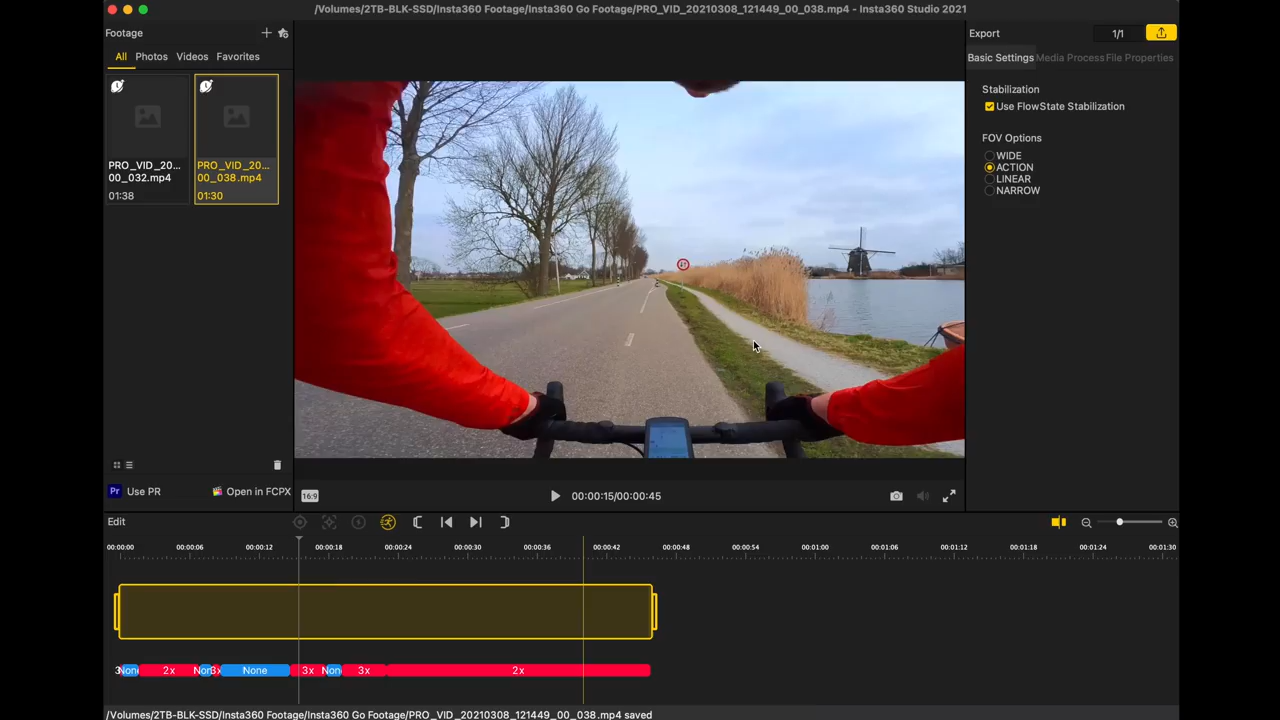 /Volumes/2TB-BLK-SSD/Insta360 Footage/Insta360 Go Footage/PRO_VID_20210308_121449_00_038.mp4 - Insta360 Studio 2021
Footage
All Photos Videos Favorites
PRO_VID_20...
00_032.mp4
01:38
PRO_VID_20...
00_038.mp4
01:30
Export 1/1
Basic Settings Media Process File Properties
Stabilization
Use FlowState Stabilization
FOV Options
WIDE
ACTION
LINEAR
NARROW
Pr Use PR Open in FCPX
16:9 00:00:15/00:00:45
Edit
00:00:00 00:00:06 00:00:12 00:00:18 00:00:24 00:00:30 00:00:36 00:00:42 00:00:48 00:00:54 00:01:00 00:01:06 00:01:12 00:01:18 00:01:24 00:01:30
3 None 2x Non 3x None 3x Non 3x 2x
/Volumes/2TB-BLK-SSD/Insta360 Footage/Insta360 Go Footage/PRO_VID_20210308_121449_00_038.mp4 saved